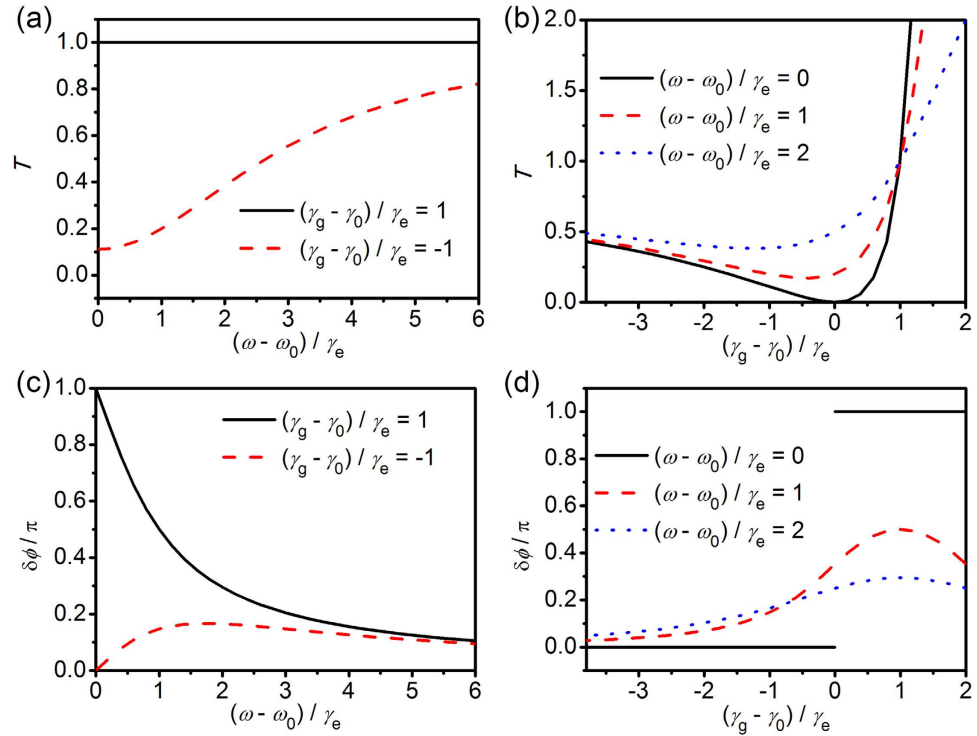 (a)
1.0
0.8
0.6
0.4
0.2
0.0
T
(γg - γ0) / γe = 1
(γg - γ0) / γe = -1
0 1 2 3 4 5 6
(ω - ω0) / γe
(b)
2.0
1.5
1.0
0.5
0.0
T
(ω - ω0) / γe = 0
(ω - ω0) / γe = 1
(ω - ω0) / γe = 2
-3 -2 -1 0 1 2
(γg - γ0) / γe
(c)
1.0
0.8
0.6
0.4
0.2
0.0
δϕ / π
(γg - γ0) / γe = 1
(γg - γ0) / γe = -1
0 1 2 3 4 5 6
(ω - ω0) / γe
(d)
1.0
0.8
0.6
0.4
0.2
0.0
δϕ / π
(ω - ω0) / γe = 0
(ω - ω0) / γe = 1
(ω - ω0) / γe = 2
-3 -2 -1 0 1 2
(γg - γ0) / γe